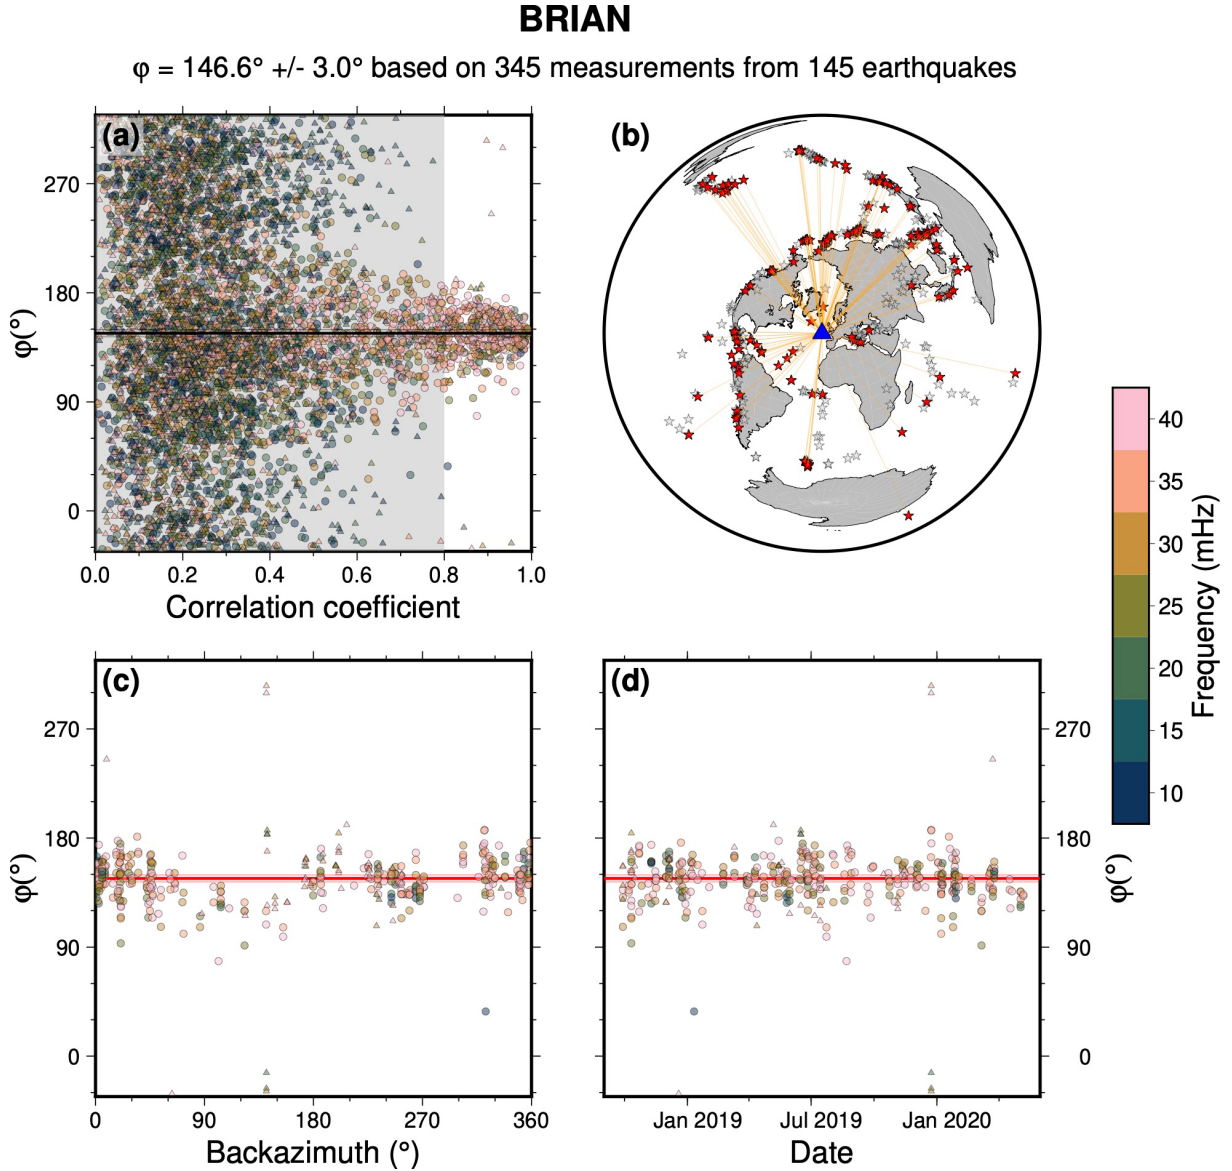 BRIAN
φ = 146.6° +/- 3.0° based on 345 measurements from 145 earthquakes
(a)
270
180
90
0
φ(°)
0.0 0.2 0.4 0.6 0.8 1.0
Correlation coefficient
(b)
40
35
30
25
20
15
10
Frequency (mHz)
(c)
270
180
90
0
φ(°)
0 90 180 270 360
Backazimuth (°)
(d)
270
180
90
0
φ(°)
Jan 2019 Jul 2019 Jan 2020
Date